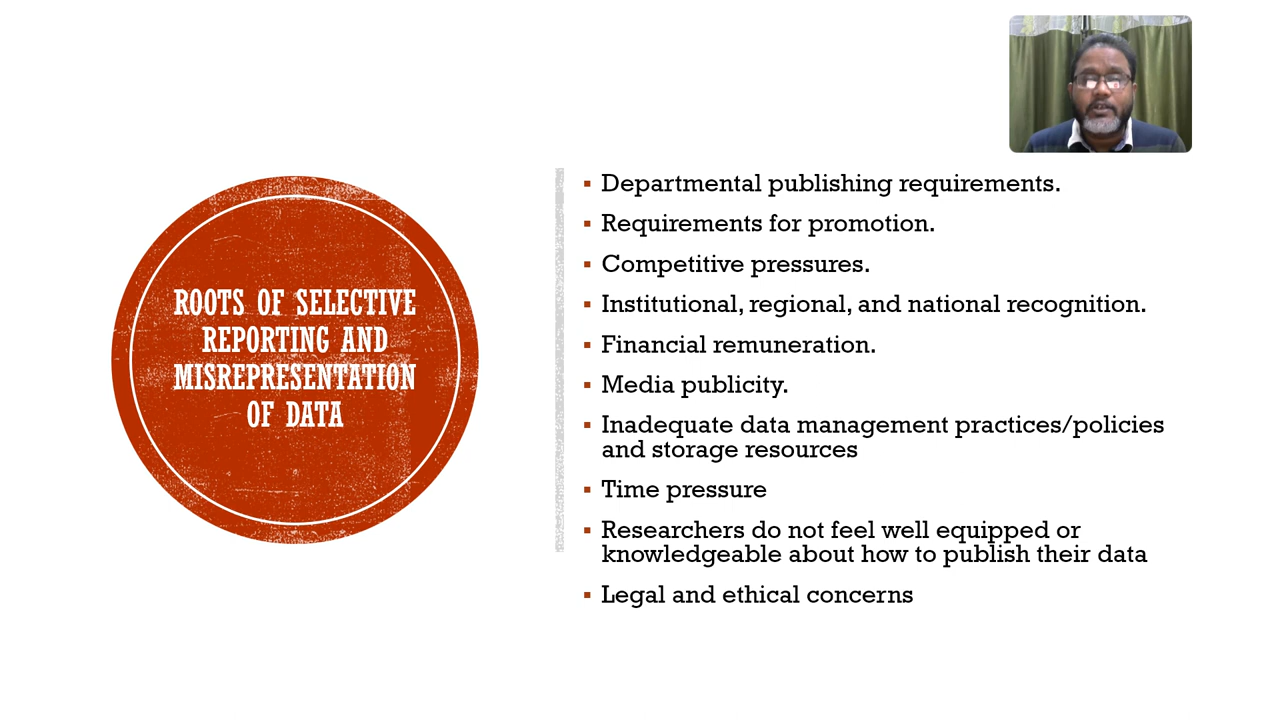 ROOTS OF SELECTIVE
REPORTING AND
MISREPRESENTATION
OF DATA
▪ Departmental publishing requirements.
▪ Requirements for promotion.
▪ Competitive pressures.
▪ Institutional, regional, and national recognition.
▪ Financial remuneration.
▪ Media publicity.
▪ Inadequate data management practices/policies
and storage resources
▪ Time pressure
▪ Researchers do not feel well equipped or
knowledgeable about how to publish their data
▪ Legal and ethical concerns